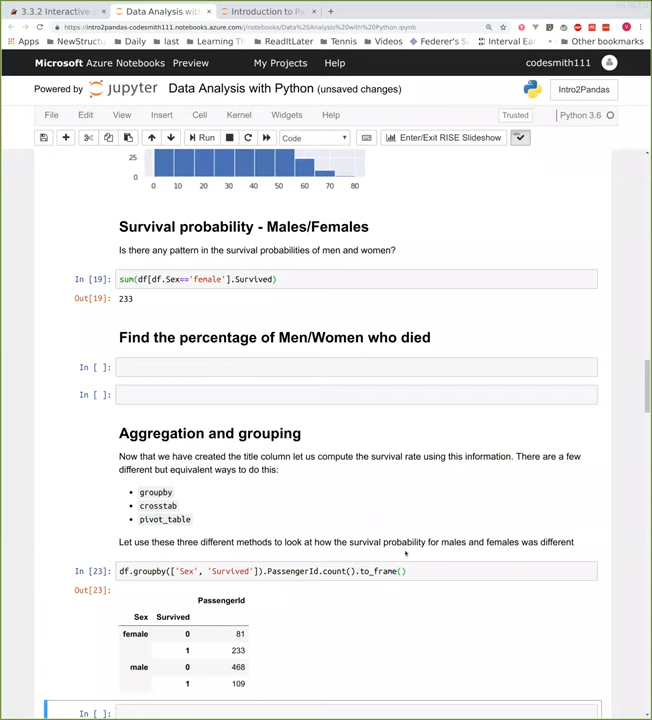 3.3.2 Interactive
Data Analysis wit
Introduction to Pa
https://intro2pandas-codesmith111.notebooks.azure.com/j/notebooks/Data%20Analysis%20with%20Python.ipynb
Apps NewStructu Daily last Learning Ti ReadItLater Tennis Videos Federer's S Interval Ea Other bookmarks
Microsoft Azure Notebooks Preview My Projects Help codesmith111
Powered by jupyter Data Analysis with Python (unsaved changes) Intro2Pandas
File Edit View Insert Cell Kernel Widgets Help Trusted Python 3.6
Run Code Enter/Exit RISE Slideshow
25
0
0 10 20 30 40 50 60 70 80
Survival probability - Males/Females
Is there any pattern in the survival probabilities of men and women?
In [19]: sum(df[df.Sex=='female'].Survived)
Out[19]: 233
Find the percentage of Men/Women who died
In [ ]:
In [ ]:
Aggregation and grouping
Now that we have created the title column let us compute the survival rate using this information. There are a few
different but equivalent ways to do this:
• groupby
• crosstab
• pivot_table
Let use these three different methods to look at how the survival probability for males and females was different
In [23]: df.groupby(['Sex', 'Survived']).PassengerId.count().to_frame()
Out[23]:
PassengerId
Sex Survived
female 0 81
1 233
male 0 468
1 109
In [ ]: